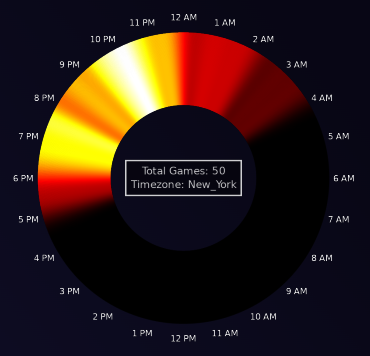 12 AM
1 AM
2 AM
3 AM
4 AM
5 AM
6 AM
7 AM
8 AM
9 AM
10 AM
11 AM
12 PM
1 PM
2 PM
3 PM
4 PM
5 PM
6 PM
7 PM
8 PM
9 PM
10 PM
11 PM
Total Games: 50
Timezone: New_York